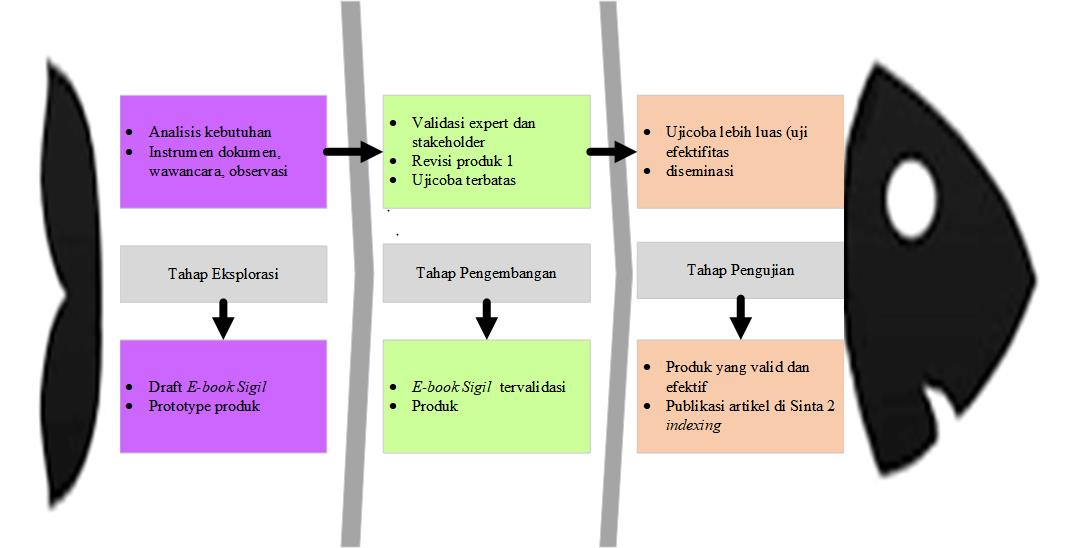 Analisis kebutuhan
Instrumen dokumen,
wawancara, observasi
Validasi expert dan
stakeholder
Revisi produk 1
Ujicoba terbatas
Ujicoba lebih luas (uji
efektifitas
diseminasi
Tahap Eksplorasi
Tahap Pengembangan
Tahap Pengujian
Draft E-book Sigil
Prototype produk
E-book Sigil tervalidasi
Produk
Produk yang valid dan
efektif
Publikasi artikel di Sinta 2
indexing